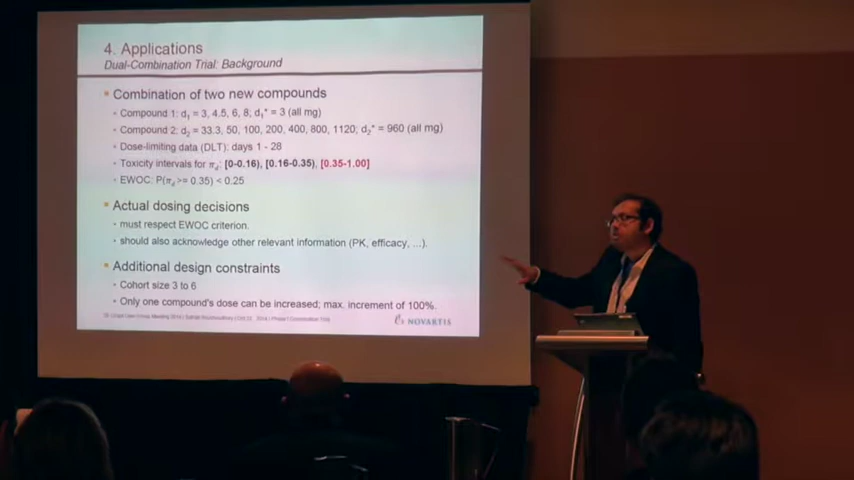 4. Applications
Dual-Combination Trial: Background
Combination of two new compounds
Compound 1: d1 = 3, 4.5, 6, 8; d1* = 3 (all mg)
Compound 2: d2 = 33.3, 50, 100, 200, 400, 800, 1120; d2* = 960 (all mg)
Dose-limiting data (DLT): days 1 - 28
Toxicity intervals for πd: [0-0.16), [0.16-0.35), [0.35-1.00]
EWOC: P(πd >= 0.35) < 0.25
Actual dosing decisions
must respect EWOC criterion.
should also acknowledge other relevant information (PK, efficacy, ...).
Additional design constraints
Cohort size 3 to 6
Only one compound's dose can be increased; max. increment of 100%.
NOVARTIS